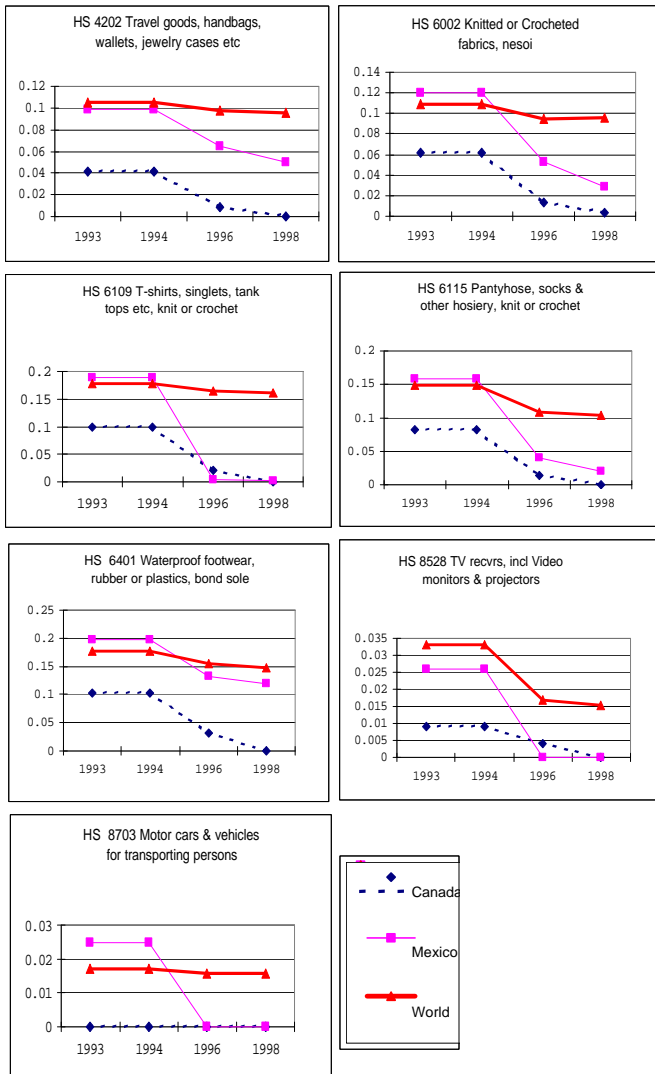 HS 4202 Travel goods, handbags,
wallets, jewelry cases etc
0.12
0.1
0.08
0.06
0.04
0.02
0
1993 1994 1996 1998
HS 6002 Knitted or Crocheted
fabrics, nesoi
0.14
0.12
0.1
0.08
0.06
0.04
0.02
0
1993 1994 1996 1998
HS 6109 T-shirts, singlets, tank
tops etc, knit or crochet
0.2
0.15
0.1
0.05
0
1993 1994 1996 1998
HS 6115 Pantyhose, socks &
other hosiery, knit or crochet
0.2
0.15
0.1
0.05
0
1993 1994 1996 1998
HS 6401 Waterproof footwear,
rubber or plastics, bond sole
0.25
0.2
0.15
0.1
0.05
0
1993 1994 1996 1998
HS 8528 TV recvrs, incl Video
monitors & projectors
0.035
0.03
0.025
0.02
0.015
0.01
0.005
0
1993 1994 1996 1998
HS 8703 Motor cars & vehicles
for transporting persons
0.03
0.02
0.01
0
1993 1994 1996 1998
Canada
Mexico
World